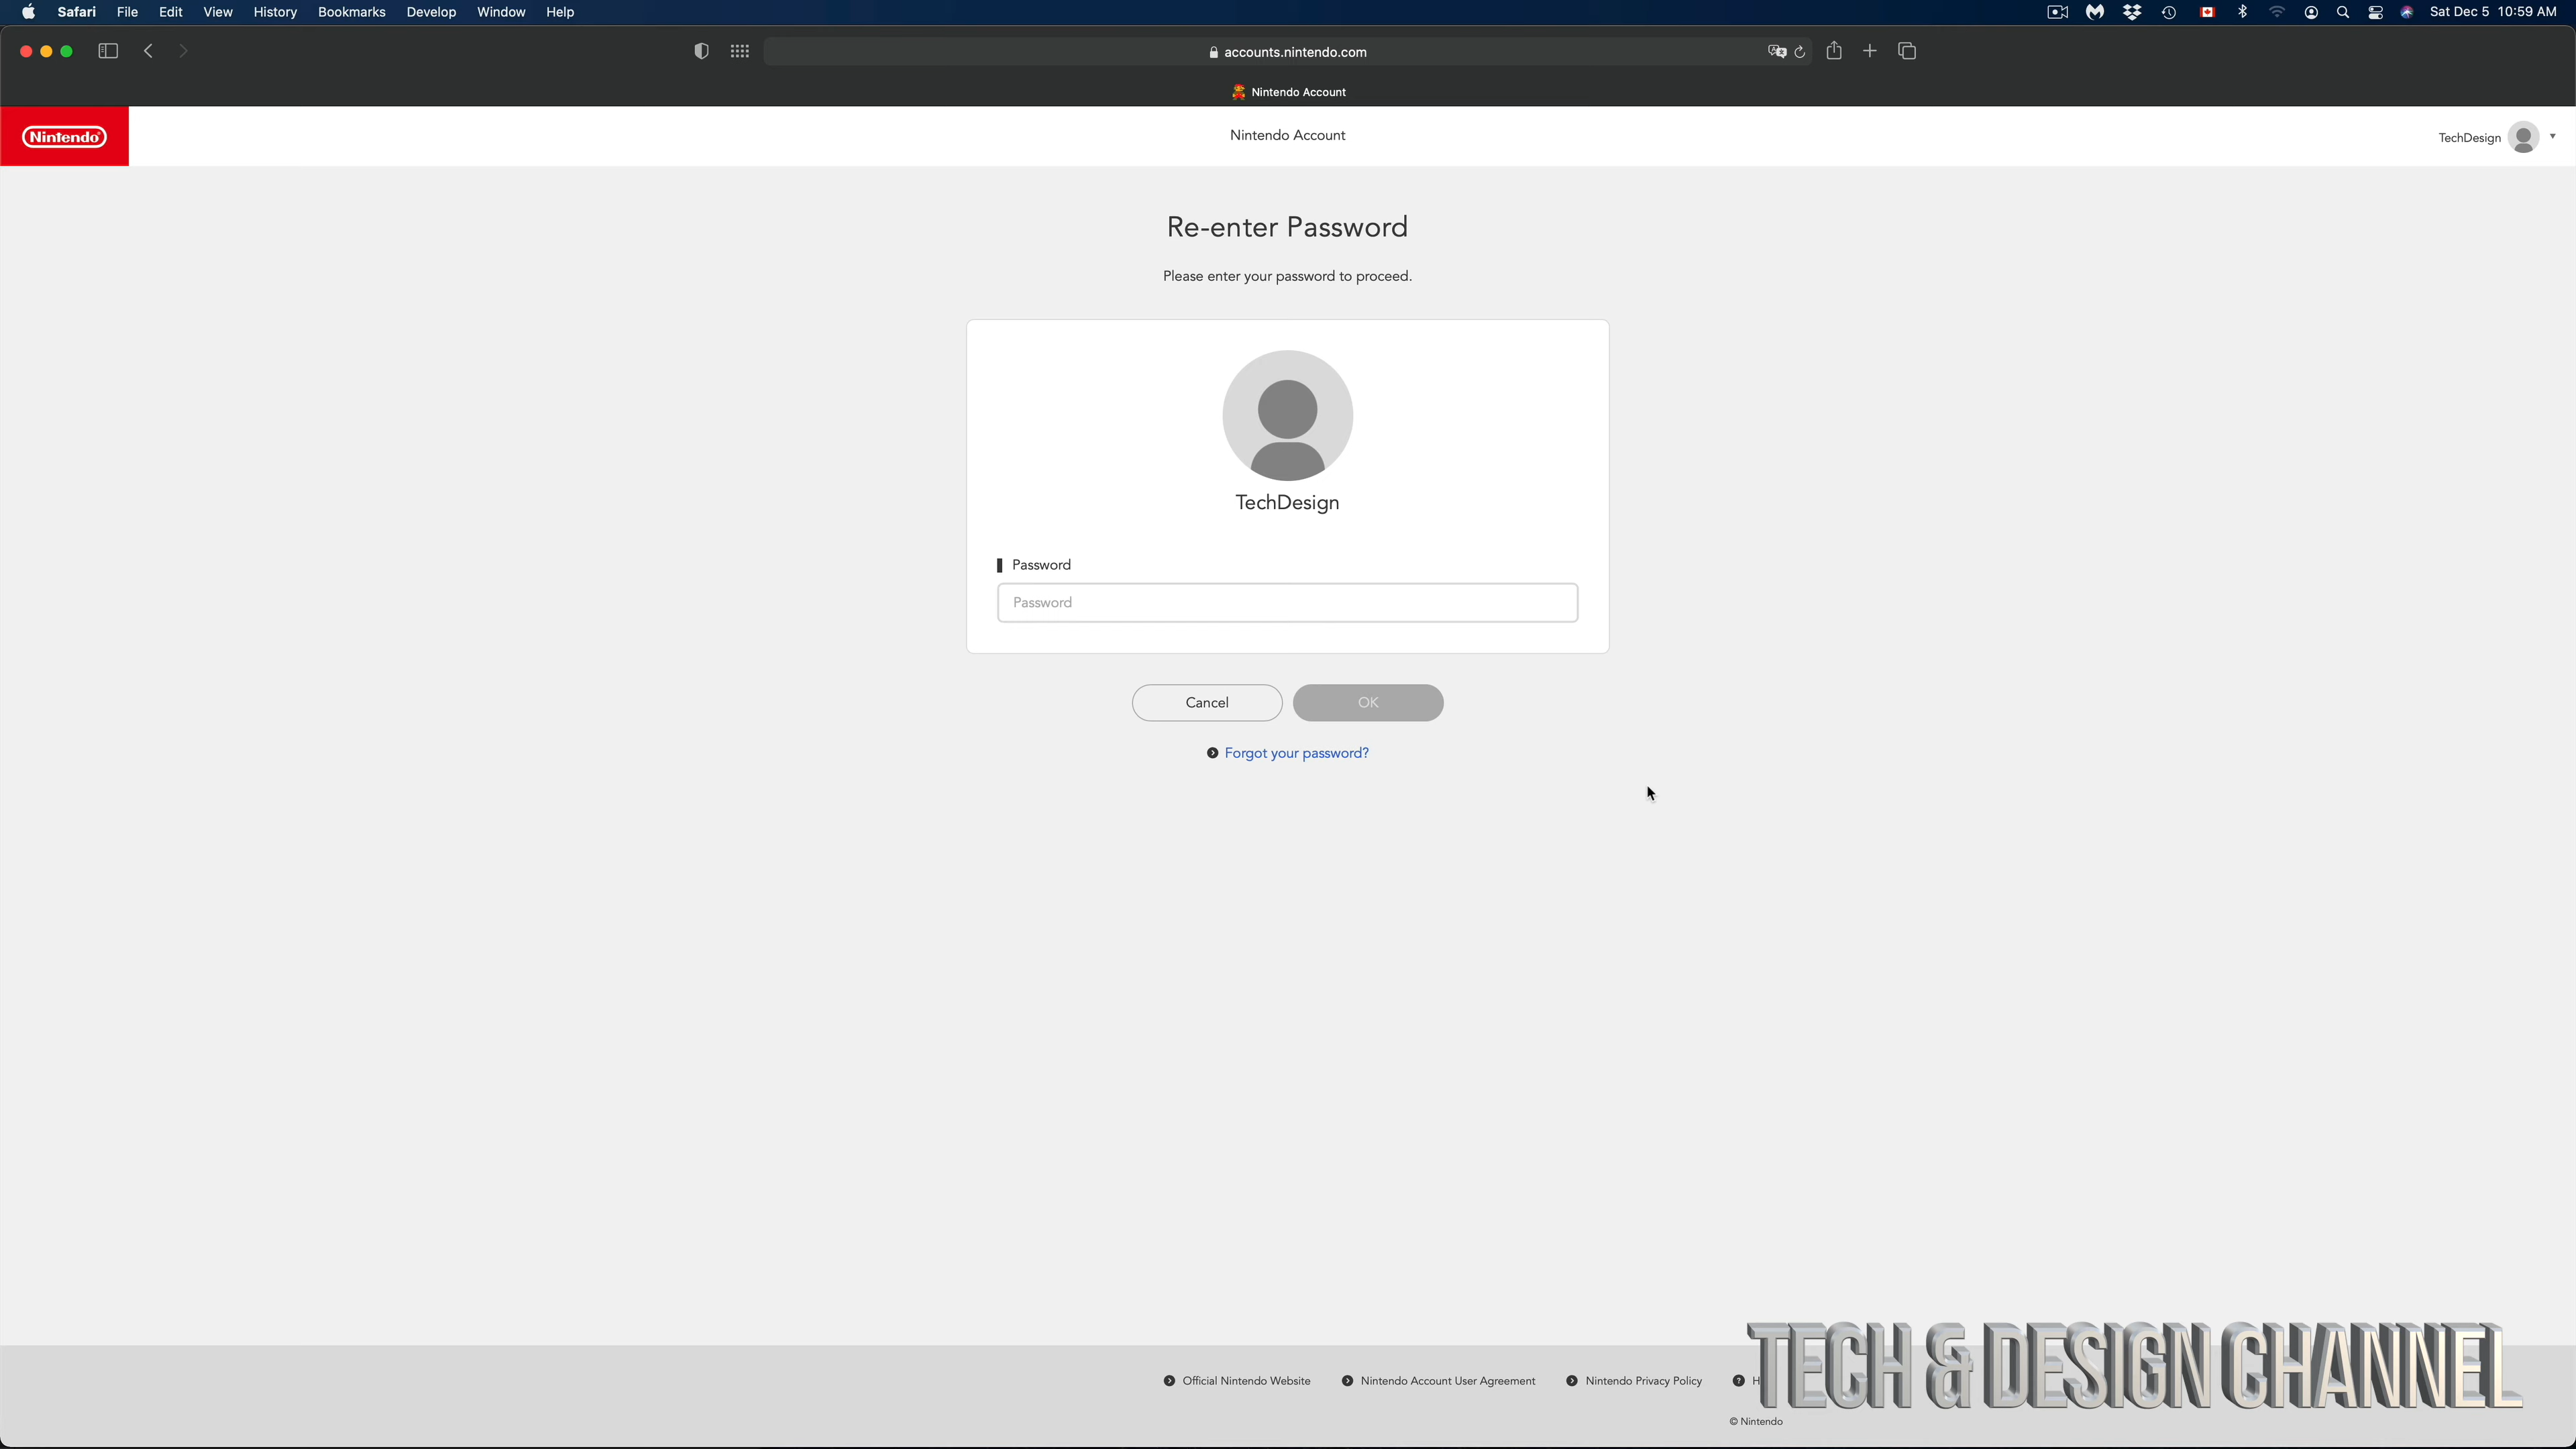 Safari File Edit View History Bookmarks Develop Window Help Sat Dec 5 10:59 AM
accounts.nintendo.com
Nintendo Account
Nintendo Nintendo Account TechDesign
Re-enter Password
Please enter your password to proceed.
TechDesign
Password
Password
Cancel OK
Forgot your password?
Official Nintendo Website Nintendo Account User Agreement Nintendo Privacy Policy
TECH & DESIGN CHANNEL
© Nintendo